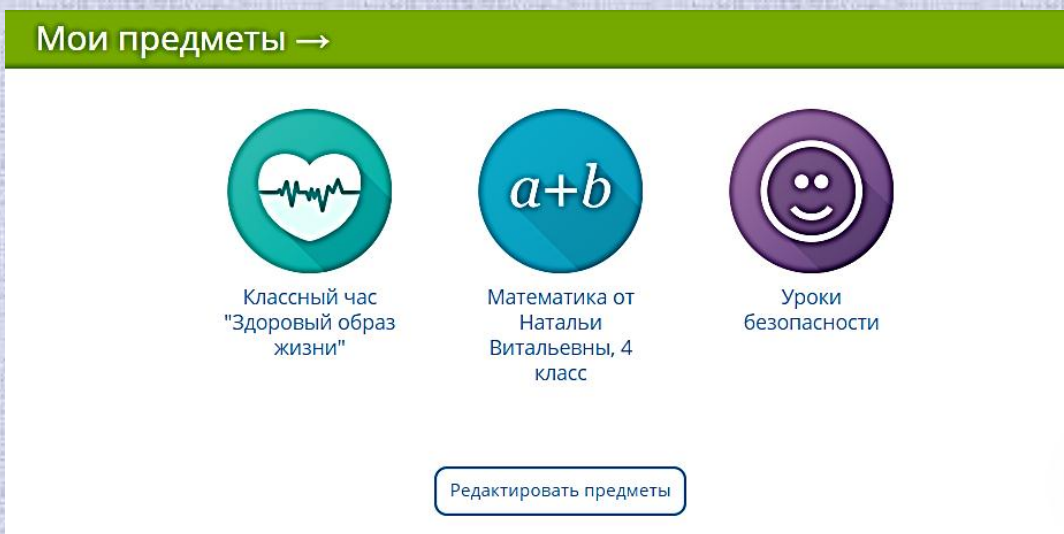 Мои предметы →
a+b
Классный час
"Здоровый образ
жизни"
Математика от
Натальи
Витальевны, 4
класс
Уроки
безопасности
Редактировать предметы